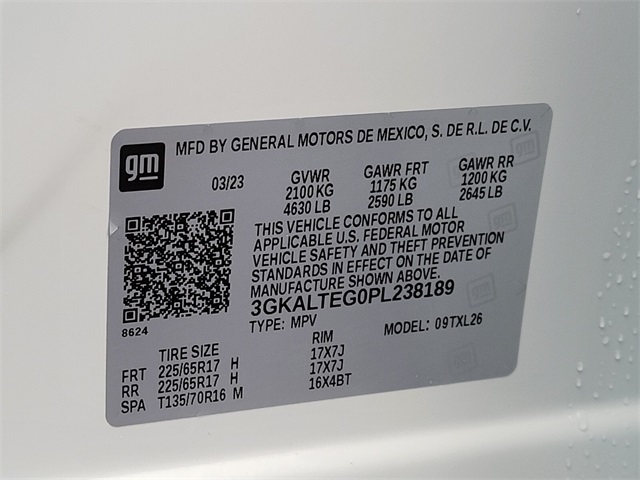 gm
MFD BY GENERAL MOTORS DE MEXICO, S. DE R.L. DE C.V.
03/23 GVWR GAWR FRT GAWR RR
2100 KG 1175 KG 1200 KG
4630 LB 2590 LB 2645 LB
THIS VEHICLE CONFORMS TO ALL
APPLICABLE U.S. FEDERAL MOTOR
VEHICLE SAFETY AND THEFT PREVENTION
STANDARDS IN EFFECT ON THE DATE OF
MANUFACTURE SHOWN ABOVE.
3GKALTEG0PL238189
8624
TYPE: MPV MODEL: 09TXL26
TIRE SIZE RIM
FRT 225/65R17 H 17X7J
RR 225/65R17 H 17X7J
SPA T135/70R16 M 16X4BT